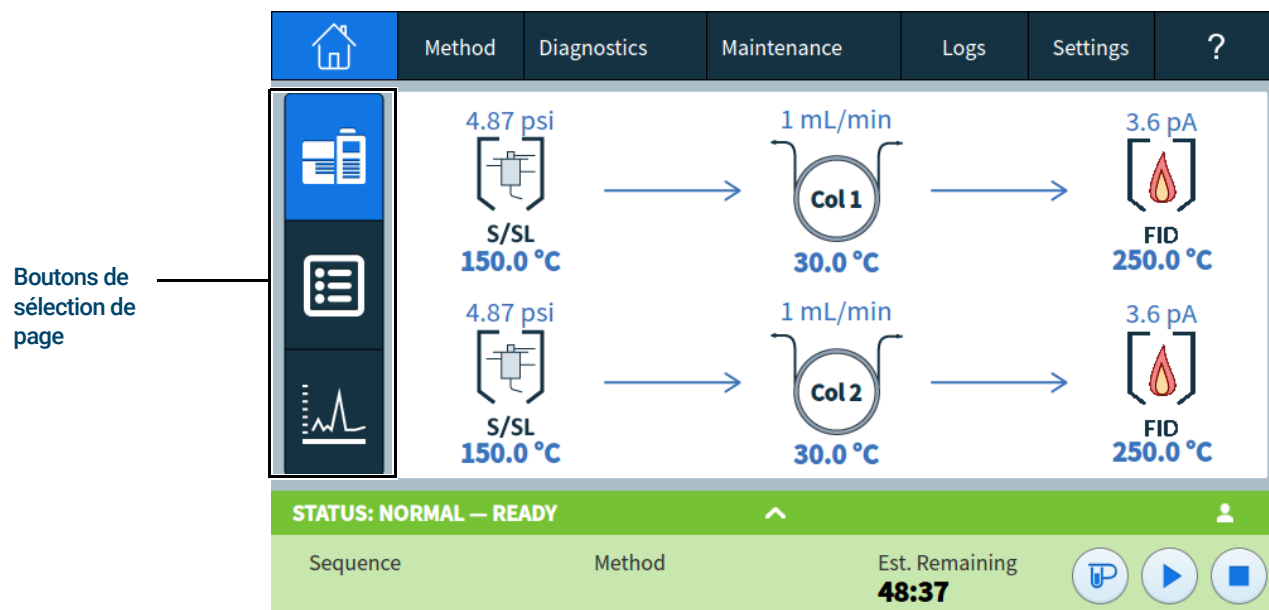 Method Diagnostics Maintenance Logs Settings ?
4.87 psi 1 mL/min 3.6 pA
Col 1
S/SL FID
150.0 °C 30.0 °C 250.0 °C
Boutons de
sélection de
page
4.87 psi 1 mL/min 3.6 pA
Col 2
S/SL FID
150.0 °C 30.0 °C 250.0 °C
STATUS: NORMAL — READY
Sequence Method Est. Remaining
48:37